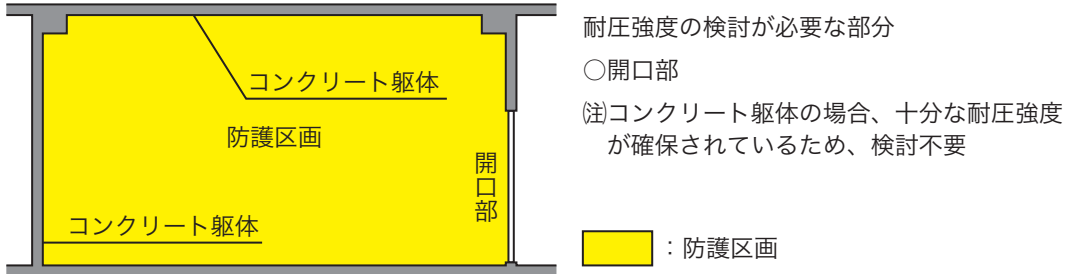 コンクリート躯体
防護区画
開口部
コンクリート躯体
耐圧強度の検討が必要な部分
○開口部
㈟コンクリート躯体の場合、十分な耐圧強度
が確保されているため、検討不要
：防護区画